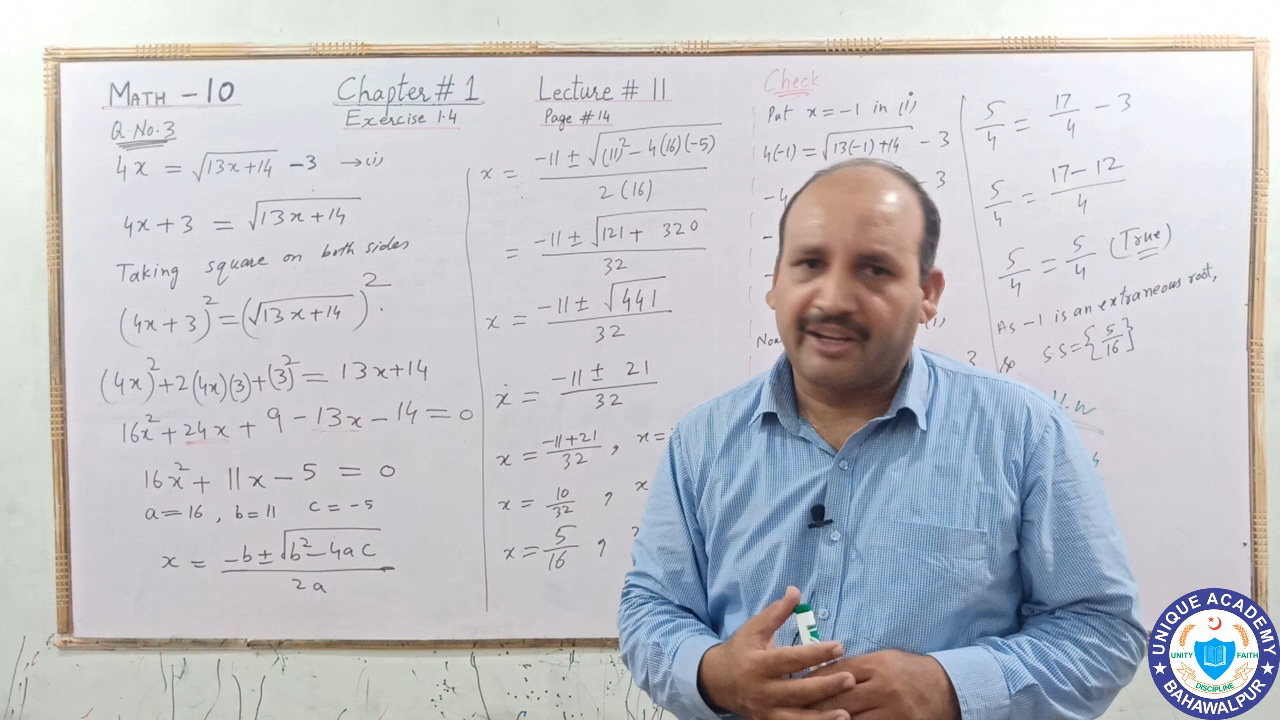 MATH - 10 Chapter # 1 Lecture # 11
Exercise 1.4 Page # 14
Q.No.3
4x = √(13x+14) - 3 → (i)
4x + 3 = √(13x+14)
Taking square on both sides
(4x+3)² = (√(13x+14))².
(4x)² + 2(4x)(3) + (3)² = 13x+14
16x² + 24x + 9 - 13x - 14 = 0
16x² + 11x - 5 = 0
a=16, b=11 c=-5
x = (-b ± √(b²-4ac)) / 2a
x = (-11 ± √((11)² - 4(16)(-5))) / 2(16)
= (-11 ± √(121 + 320)) / 32
x = (-11 ± √441) / 32
x = (-11 ± 21) / 32
x = (-11+21)/32 , x =
x = 10/32 , x
x = 5/16 ,
Check
Put x = -1 in (i)
4(-1) = √(13(-1)+14) - 3
-4 - 3
-
-
5/4 = 17/4 - 3
5/4 = (17-12)/4
5/4 = 5/4 (True)
As -1 is an extraneous root,
so S S = {5/16}
UNIQUE ACADEMY
UNITY FAITH
DISCIPLINE
BAHAWALPUR